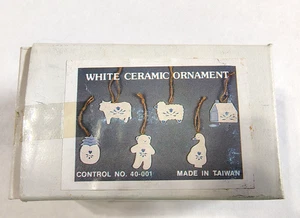 WHITE CERAMIC ORNAMENT
CONTROL NO. 40-001 MADE IN TAIWAN